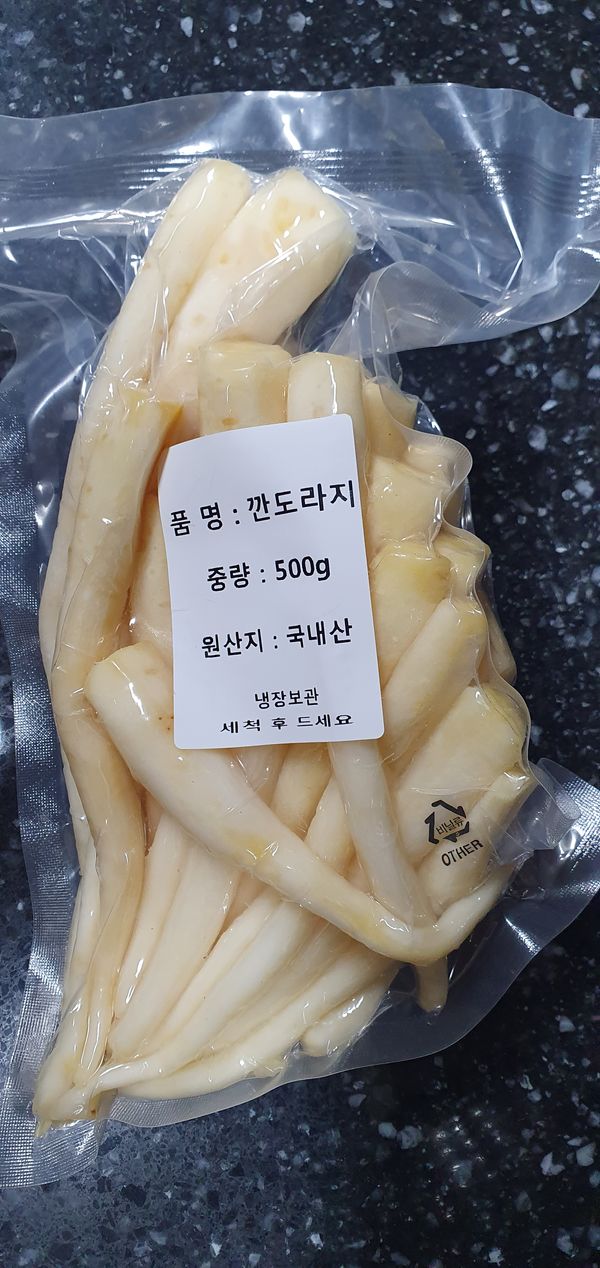 품 명 : 깐도라지
중량 : 500g
원산지 : 국내산
냉장보관
세척 후 드세요
비닐류
OTHER